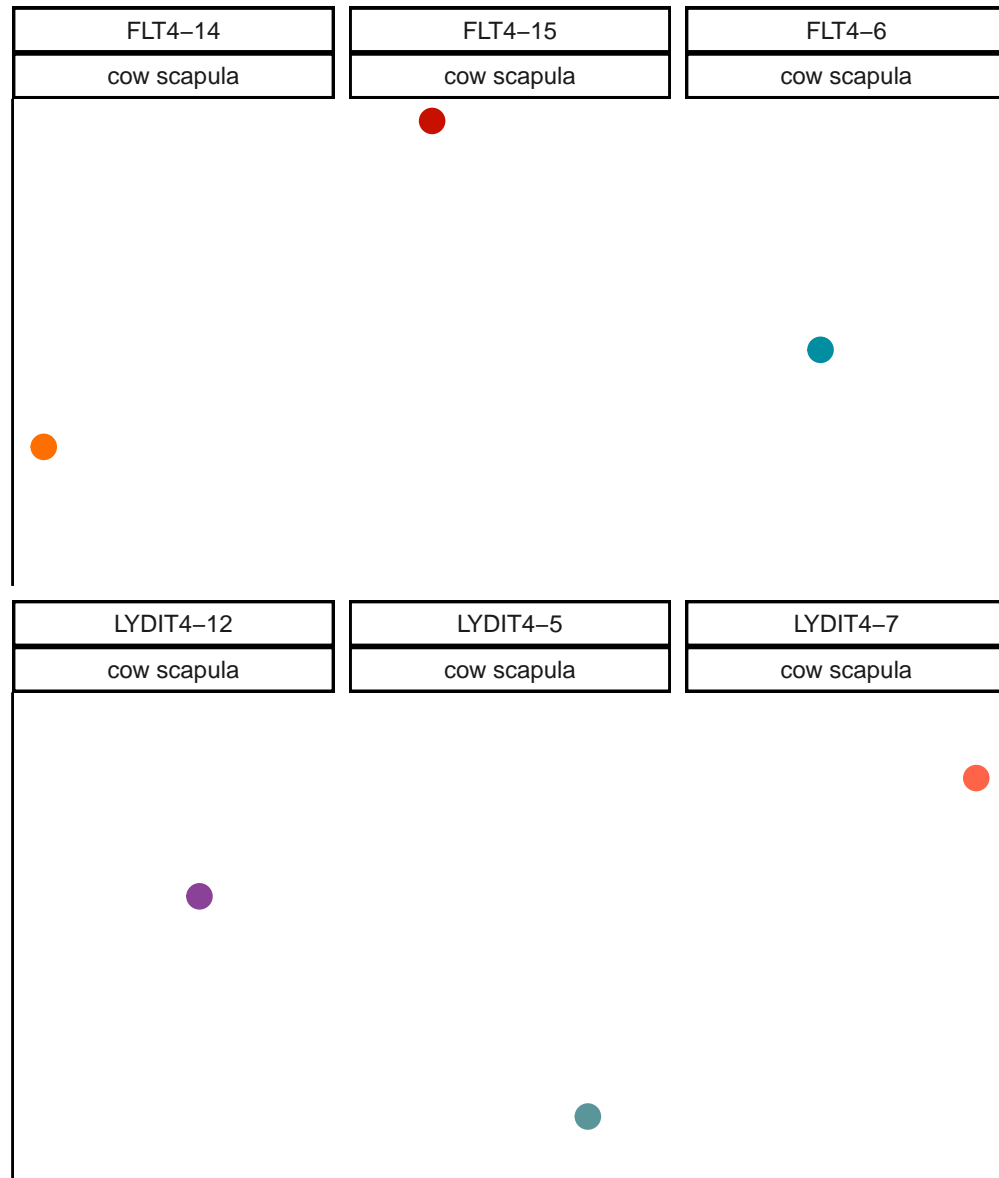 FLT4–14 FLT4–15 FLT4–6
cow scapula cow scapula cow scapula
LYDIT4–12 LYDIT4–5 LYDIT4–7
cow scapula cow scapula cow scapula